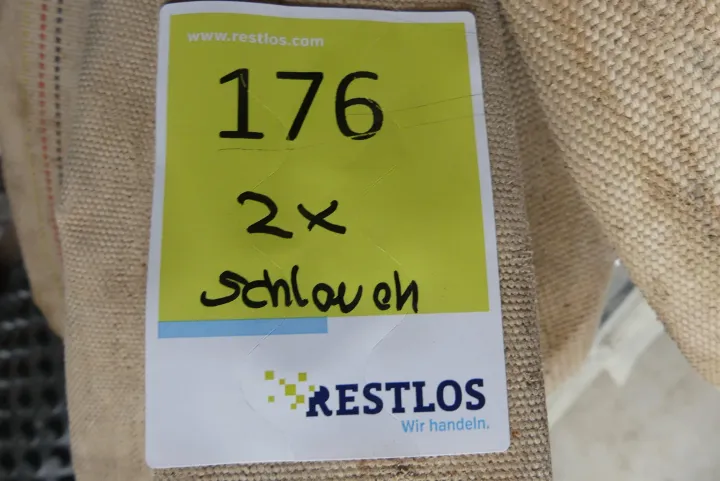 www.restlos.com
176
2x
Schlauch
RESTLOS
Wir handeln.